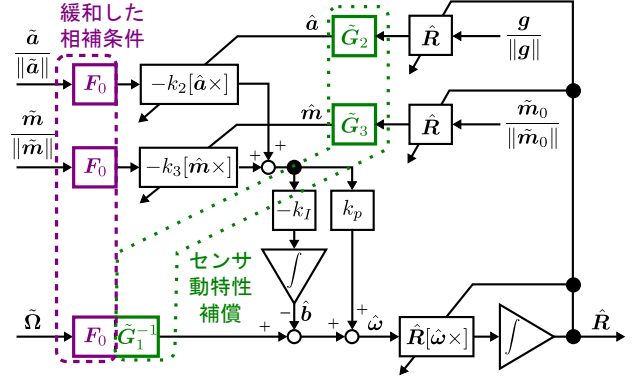 緩和した
相補条件
ã / ‖ã‖
F₀
−k₂[â×]
â
G̃₂
R̂
g / ‖g‖
m̃ / ‖m̃‖
F₀
−k₃[m̂×]
m̂
G̃₃
R̂
m̃₀ / ‖m̃₀‖
+
+
−k_I
k_p
∫
センサ
動特性
補償
Ω̃
F₀
G̃₁⁻¹
+
−
b̂
+
+
ω̂
R̂[ω̂×]
∫
R̂